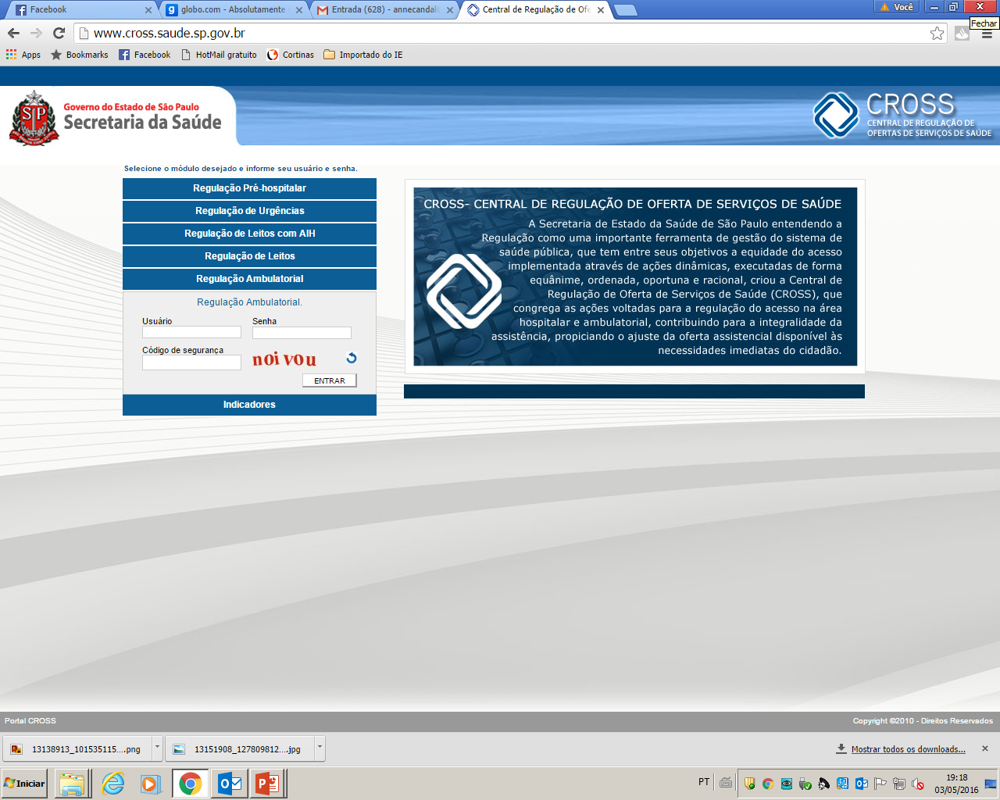 Facebook
globo.com - Absolutamente
Entrada (628) - annecandal
Central de Regulação de Ofe
Você
Fechar
www.cross.saude.sp.gov.br
Apps
Bookmarks
Facebook
HotMail gratuito
Cortinas
Importado do IE
SP
Governo do Estado de São Paulo
Secretaria da Saúde
CROSS
CENTRAL DE REGULAÇÃO DE
OFERTAS DE SERVIÇOS DE SAÚDE
Selecione o módulo desejado e informe seu usuário e senha.
Regulação Pré-hospitalar
Regulação de Urgências
Regulação de Leitos com AIH
Regulação de Leitos
Regulação Ambulatorial
Regulação Ambulatorial.
Usuário
Senha
Código de segurança
noi vou
ENTRAR
Indicadores
CROSS- CENTRAL DE REGULAÇÃO DE OFERTA DE SERVIÇOS DE SAÚDE
A Secretaria de Estado da Saúde de São Paulo entendendo a
Regulação como uma importante ferramenta de gestão do sistema de
saúde pública, que tem entre seus objetivos a equidade do acesso
implementada através de ações dinâmicas, executadas de forma
equânime, ordenada, oportuna e racional, criou a Central de
Regulação de Oferta de Serviços de Saúde (CROSS), que
congrega as ações voltadas para a regulação do acesso na área
hospitalar e ambulatorial, contribuindo para a integralidade da
assistência, propiciando o ajuste da oferta assistencial disponível às
necessidades imediatas do cidadão.
Portal CROSS
Copyright ©2010 - Direitos Reservados
13138913_101535115....png
13151908_127809812....jpg
Mostrar todos os downloads...
Iniciar
PT
19:18
03/05/2016